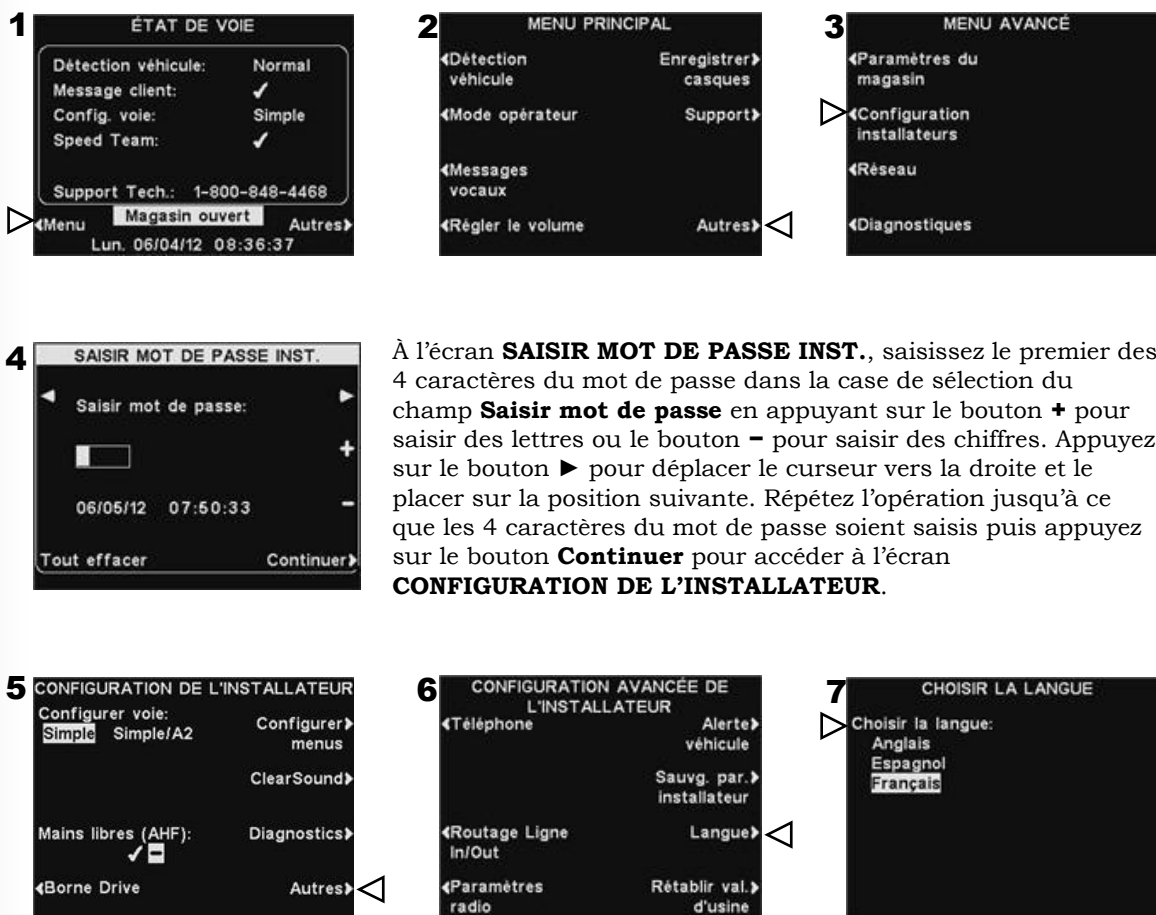 1
ÉTAT DE VOIE
Détection véhicule: Normal
Message client: ✓
Config. voie: Simple
Speed Team: ✓
Support Tech.: 1-800-848-4468
◀Menu Magasin ouvert Autres▶
Lun. 06/04/12 08:36:37
2
MENU PRINCIPAL
◀Détection Enregistrer▶
véhicule casques
◀Mode opérateur Support▶
◀Messages
vocaux
◀Régler le volume Autres▶
3
MENU AVANCÉ
◀Paramètres du
magasin
◀Configuration
installateurs
◀Réseau
◀Diagnostiques
4
SAISIR MOT DE PASSE INST.
◀ Saisir mot de passe: ▶
+
06/05/12 07:50:33 −
Tout effacer Continuer▶
À l'écran SAISIR MOT DE PASSE INST., saisissez le premier des
4 caractères du mot de passe dans la case de sélection du
champ Saisir mot de passe en appuyant sur le bouton + pour
saisir des lettres ou le bouton − pour saisir des chiffres. Appuyez
sur le bouton ► pour déplacer le curseur vers la droite et le
placer sur la position suivante. Répétez l'opération jusqu'à ce
que les 4 caractères du mot de passe soient saisis puis appuyez
sur le bouton Continuer pour accéder à l'écran
CONFIGURATION DE L'INSTALLATEUR.
5
CONFIGURATION DE L'INSTALLATEUR
Configurer voie: Configurer▶
Simple Simple/A2 menus
ClearSound▶
Mains libres (AHF): Diagnostics▶
✓ −
◀Borne Drive Autres▶
6
CONFIGURATION AVANCÉE DE
L'INSTALLATEUR
◀Téléphone Alerte▶
véhicule
Sauvg. par.▶
installateur
◀Routage Ligne Langue▶
In/Out
◀Paramètres Rétablir val.▶
radio d'usine
7
CHOISIR LA LANGUE
Choisir la langue:
Anglais
Espagnol
Français